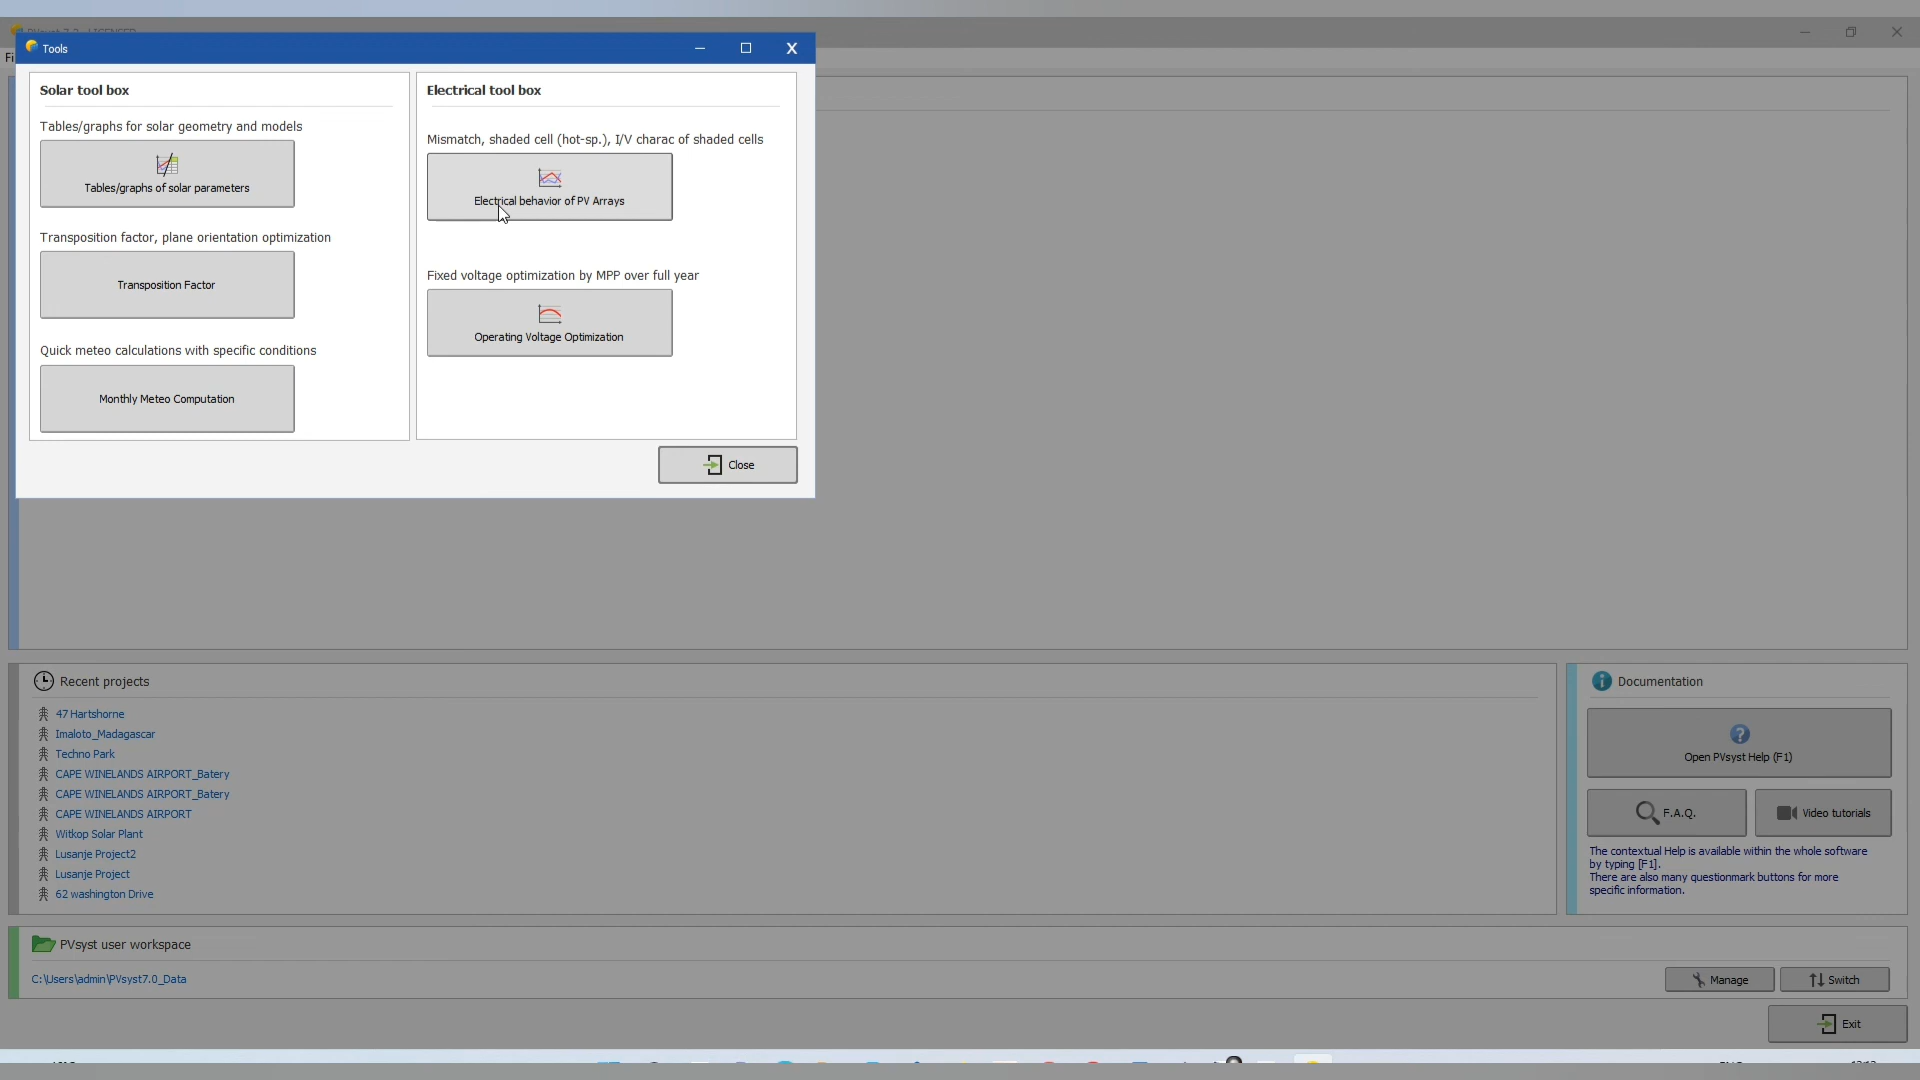 Tools
Solar tool box
Tables/graphs for solar geometry and models
Tables/graphs of solar parameters
Transposition factor, plane orientation optimization
Transposition Factor
Quick meteo calculations with specific conditions
Monthly Meteo Computation
Electrical tool box
Mismatch, shaded cell (hot-sp.), I/V charac of shaded cells
Electrical behavior of PV Arrays
Fixed voltage optimization by MPP over full year
Operating Voltage Optimization
Close
Recent projects
47 Hartshorne
Imaloto_Madagascar
Techno Park
CAPE WINELANDS AIRPORT_Batery
CAPE WINELANDS AIRPORT_Batery
CAPE WINELANDS AIRPORT
Witkop Solar Plant
Lusanje Project2
Lusanje Project
62 washington Drive
Documentation
Open PVsyst Help (F1)
F.A.Q.
Video tutorials
The contextual Help is available within the whole software
by typing [F1].
There are also many questionmark buttons for more
specific information.
PVsyst user workspace
C:\Users\admin\PVsyst7.0_Data
Manage
Switch
Exit